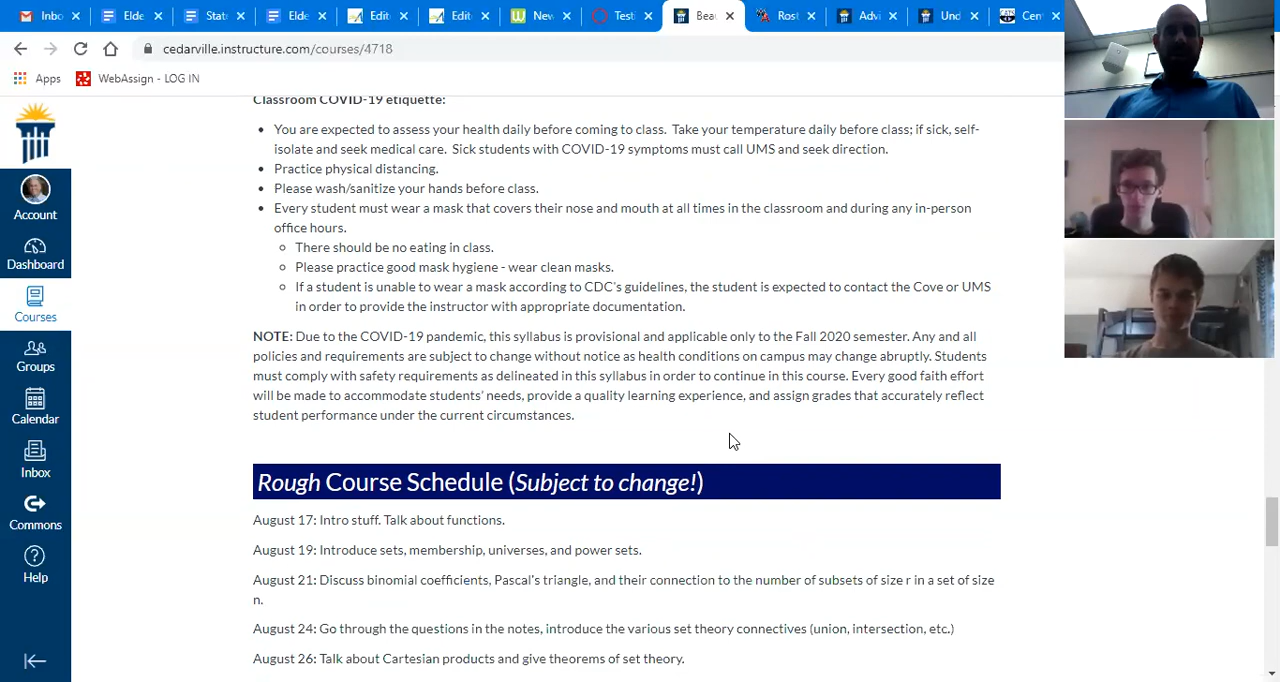 Inbo
Elde
Stat
Elde
Edit
Edit
New
Testi
Beau
Rost
Advi
Und
Cen
cedarville.instructure.com/courses/4718
Apps
WebAssign - LOG IN
Account
Dashboard
Courses
Groups
Calendar
Inbox
Commons
Help
Classroom COVID-19 etiquette:
• You are expected to assess your health daily before coming to class. Take your temperature daily before class; if sick, self-
isolate and seek medical care. Sick students with COVID-19 symptoms must call UMS and seek direction.
• Practice physical distancing.
• Please wash/sanitize your hands before class.
• Every student must wear a mask that covers their nose and mouth at all times in the classroom and during any in-person
office hours.
◦ There should be no eating in class.
◦ Please practice good mask hygiene - wear clean masks.
◦ If a student is unable to wear a mask according to CDC's guidelines, the student is expected to contact the Cove or UMS
in order to provide the instructor with appropriate documentation.
NOTE: Due to the COVID-19 pandemic, this syllabus is provisional and applicable only to the Fall 2020 semester. Any and all
policies and requirements are subject to change without notice as health conditions on campus may change abruptly. Students
must comply with safety requirements as delineated in this syllabus in order to continue in this course. Every good faith effort
will be made to accommodate students' needs, provide a quality learning experience, and assign grades that accurately reflect
student performance under the current circumstances.
Rough Course Schedule (Subject to change!)
August 17: Intro stuff. Talk about functions.
August 19: Introduce sets, membership, universes, and power sets.
August 21: Discuss binomial coefficients, Pascal's triangle, and their connection to the number of subsets of size r in a set of size
n.
August 24: Go through the questions in the notes, introduce the various set theory connectives (union, intersection, etc.)
August 26: Talk about Cartesian products and give theorems of set theory.